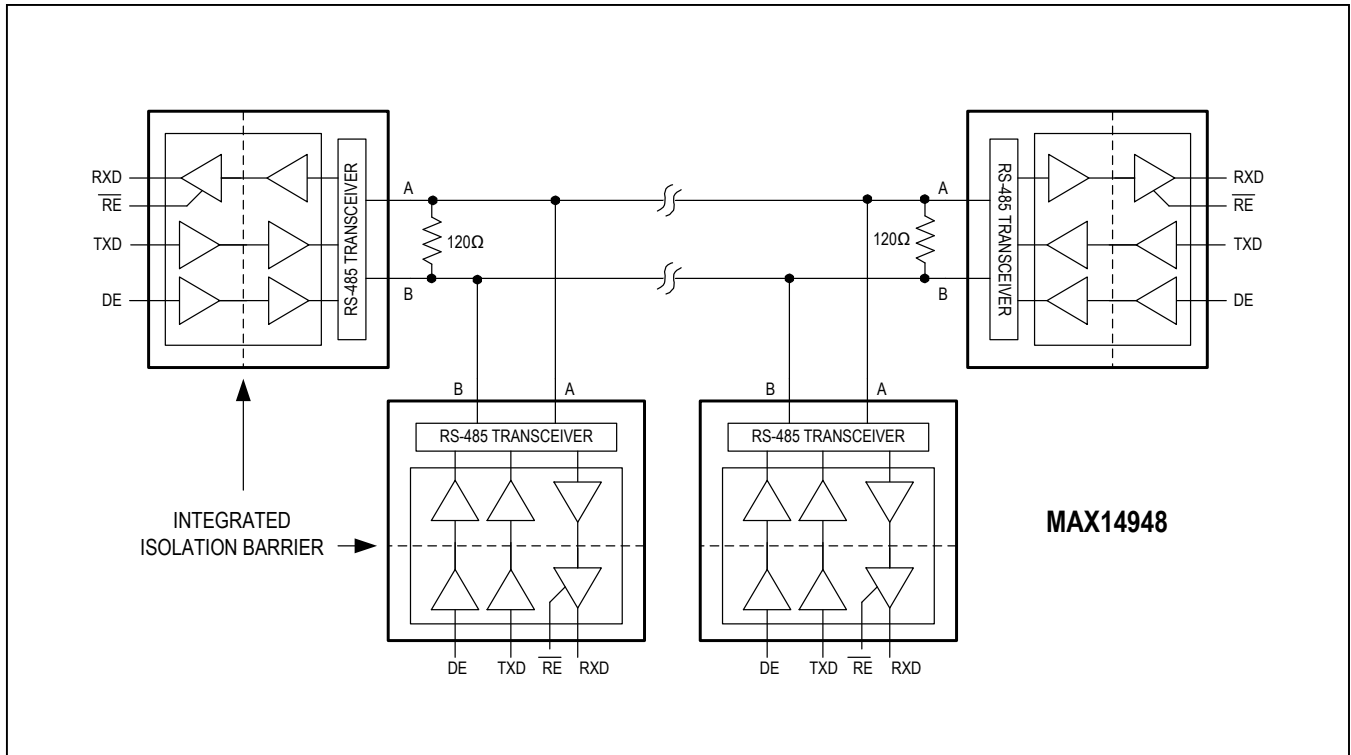 RXD
RE
TXD
DE
RS-485 TRANSCEIVER
A
120Ω
B
A
120Ω
B
RS-485 TRANSCEIVER
RXD
RE
TXD
DE
B
A
RS-485 TRANSCEIVER
B
A
RS-485 TRANSCEIVER
INTEGRATED
ISOLATION BARRIER
MAX14948
DE
TXD
RE
RXD
DE
TXD
RE
RXD